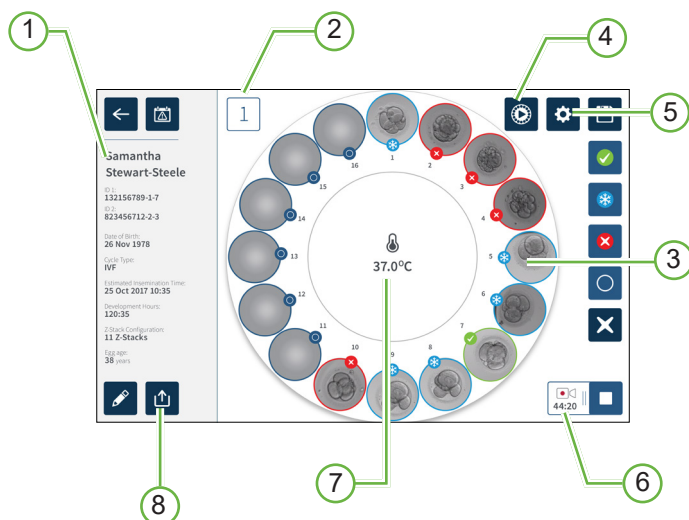 1
2
4
5
3
6
7
8
1
Samantha
Stewart-Steele
ID 1:
132156789-1-7
ID 2:
823456712-2-3
Date of Birth:
26 Nov 1978
Cycle Type:
IVF
Estimated Insemination Time:
25 Oct 2017 10:35
Development Hours:
120:35
Z-Stack Configuration:
11 Z-Stacks
Egg age:
38 years
1
2
3
4
5
6
7
8
9
10
11
12
13
14
15
16
37.0°C
44:20